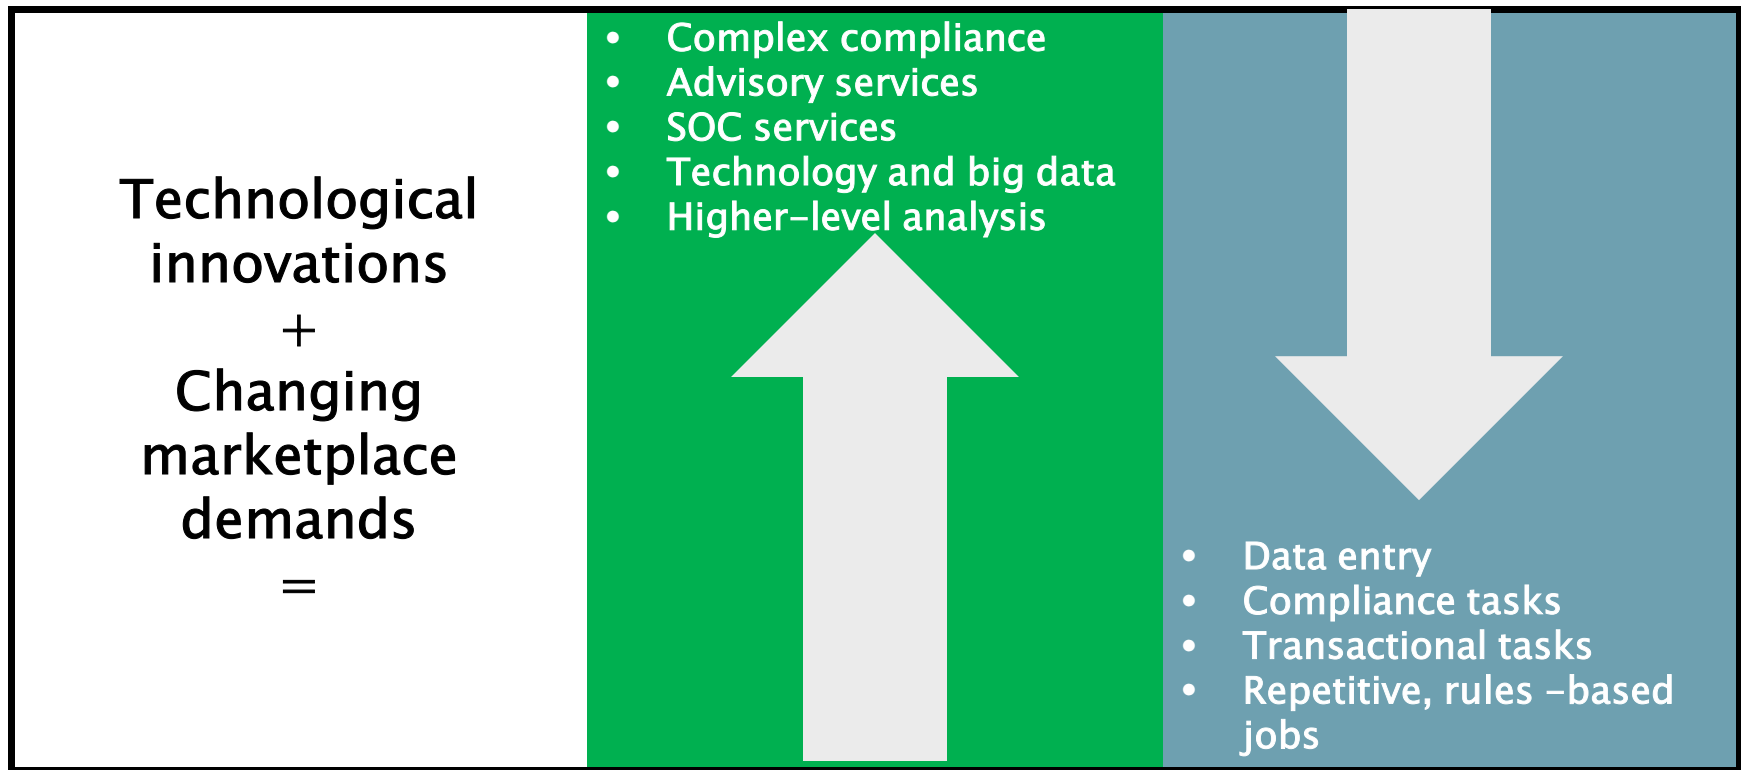 Technological
innovations
+
Changing
marketplace
demands
=
• Complex compliance
• Advisory services
• SOC services
• Technology and big data
• Higher-level analysis
• Data entry
• Compliance tasks
• Transactional tasks
• Repetitive, rules -based
jobs